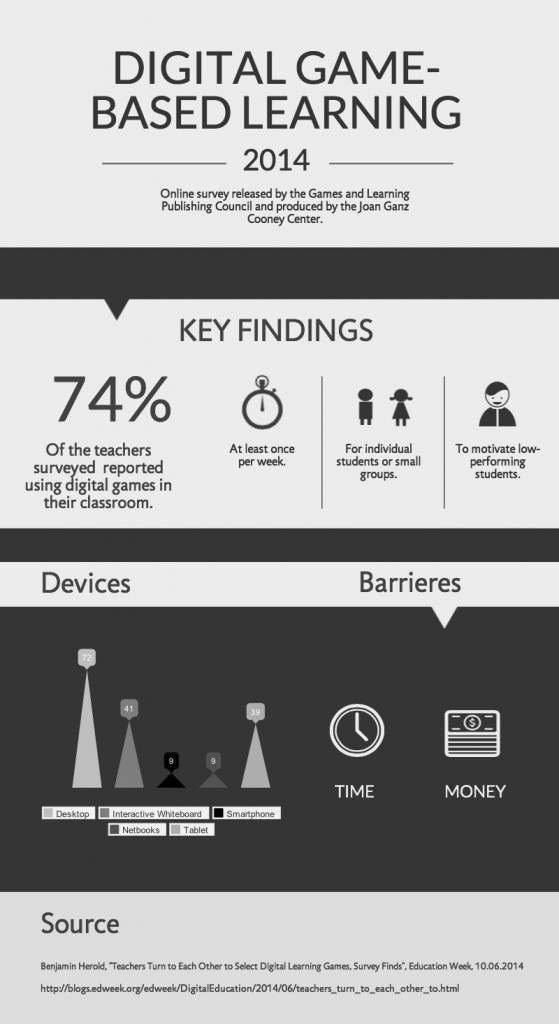 DIGITAL GAME-
BASED LEARNING
2014
Online survey released by the Games and Learning
Publishing Council and produced by the Joan Ganz
Cooney Center.
KEY FINDINGS
74%
Of the teachers
surveyed reported
using digital games in
their classroom.
At least once
per week.
For individual
students or small
groups.
To motivate low-
performing
students.
Devices
Barrieres
72
41
9
9
39
Desktop
Interactive Whiteboard
Smartphone
Netbooks
Tablet
$
TIME
MONEY
Source
Benjamin Herold, "Teachers Turn to Each Other to Select Digital Learning Games, Survey Finds", Education Week, 10.06.2014
http://blogs.edweek.org/edweek/DigitalEducation/2014/06/teachers_turn_to_each_other_to.html